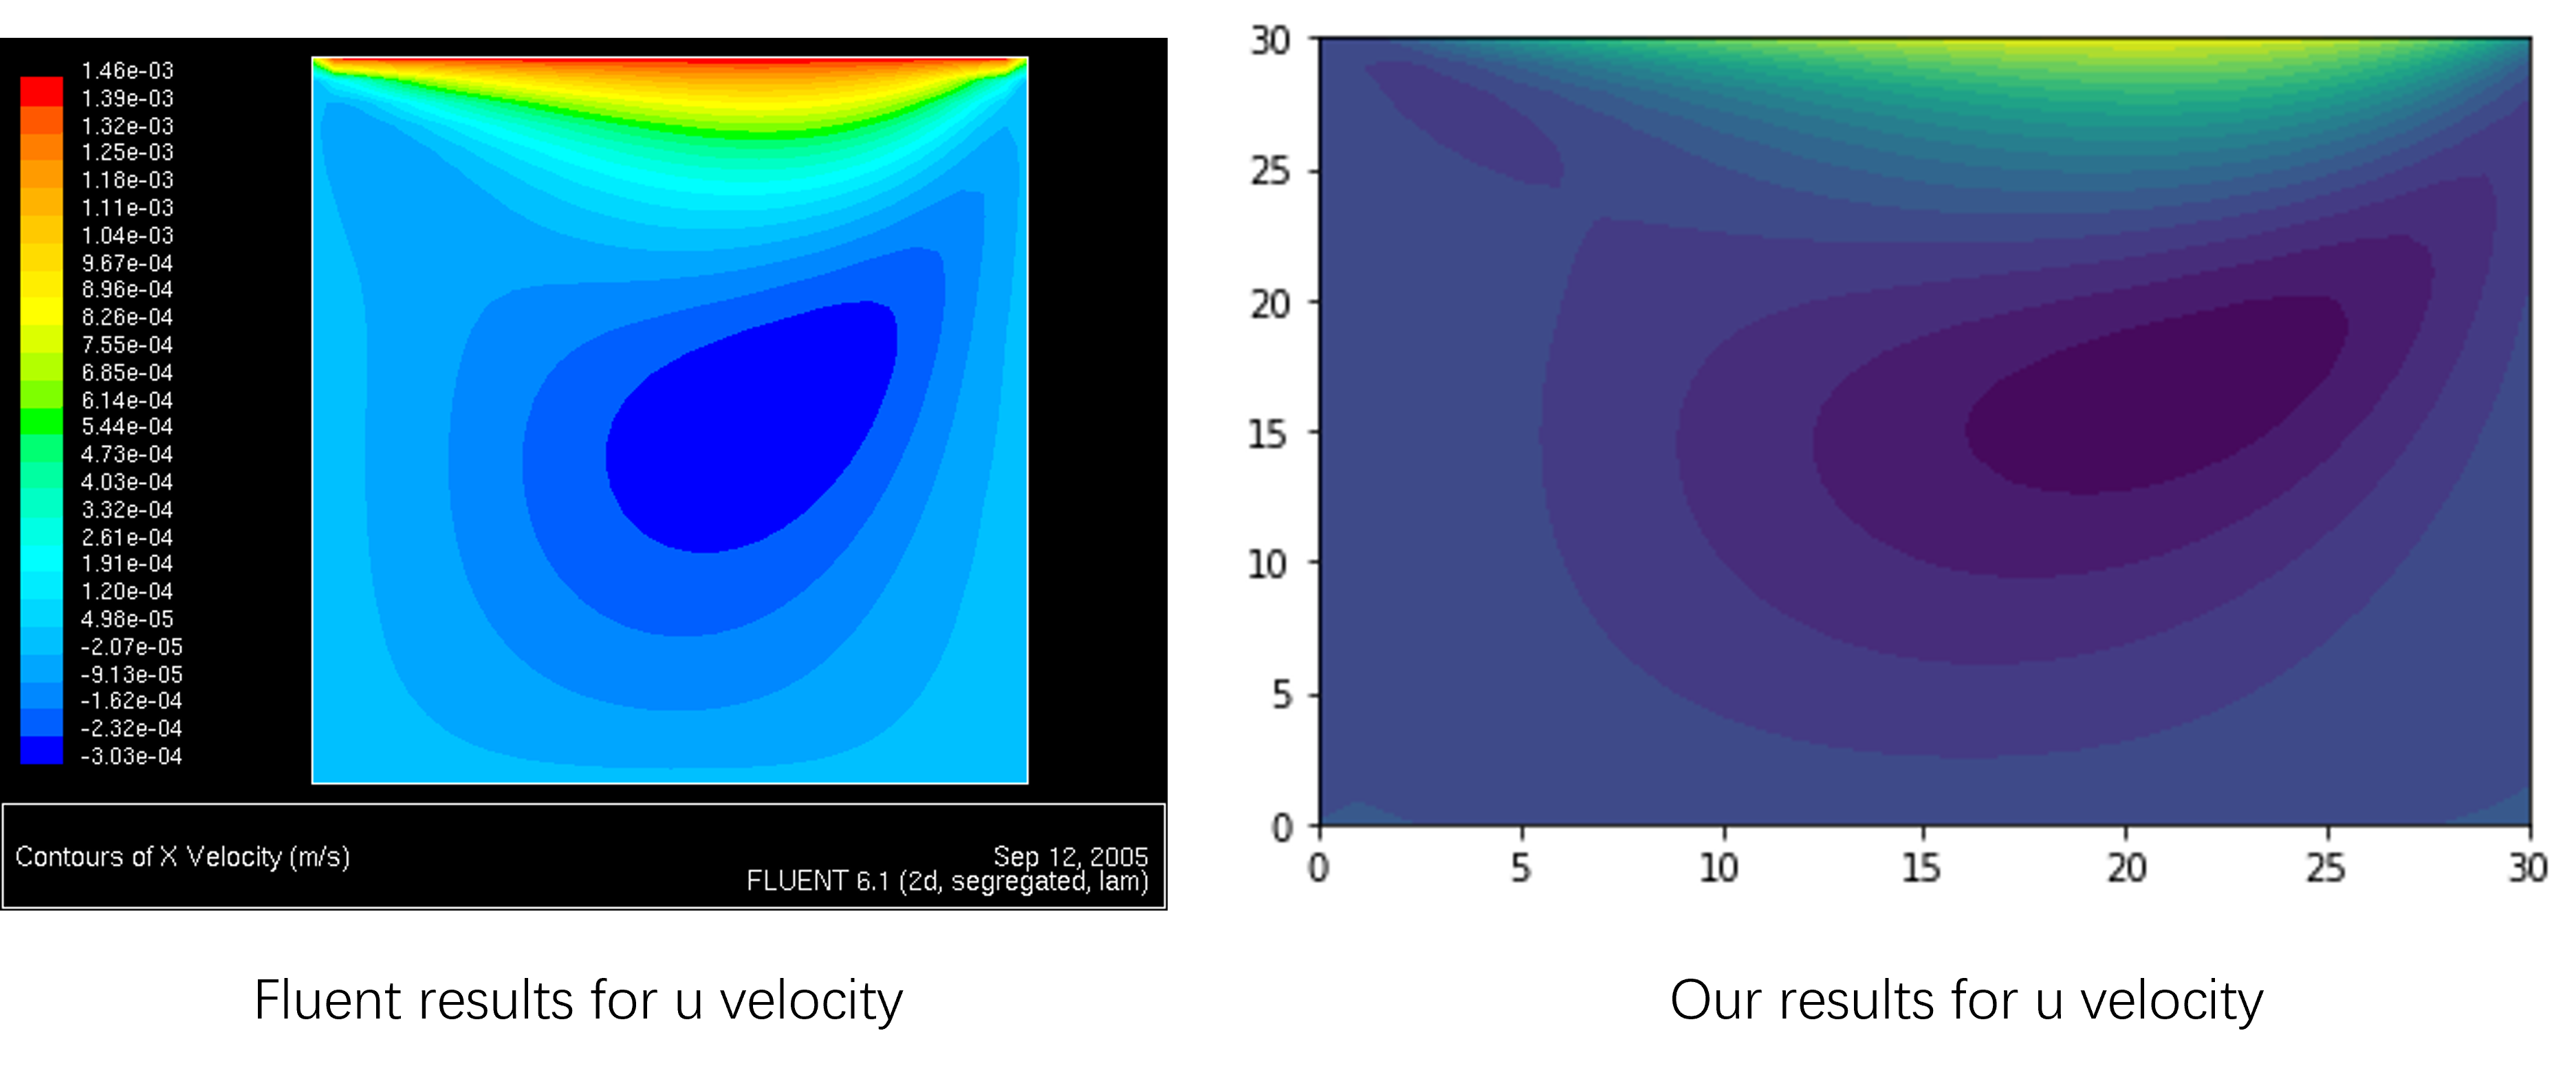 1.46e-03
1.39e-03
1.32e-03
1.25e-03
1.18e-03
1.11e-03
1.04e-03
9.67e-04
8.96e-04
8.26e-04
7.55e-04
6.85e-04
6.14e-04
5.44e-04
4.73e-04
4.03e-04
3.32e-04
2.61e-04
1.91e-04
1.20e-04
4.98e-05
-2.07e-05
-9.13e-05
-1.62e-04
-2.32e-04
-3.03e-04
Contours of X Velocity (m/s)
Sep 12, 2005
FLUENT 6.1 (2d, segregated, lam)
30
25
20
15
10
5
0
0 5 10 15 20 25 30
Fluent results for u velocity
Our results for u velocity